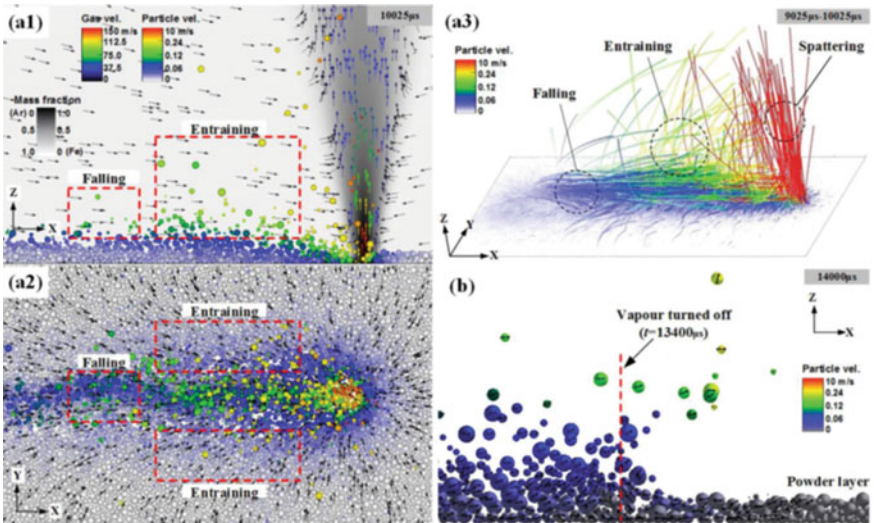 (a1)
Gas vel.
150 m/s
112.5
75.0
37.5
0
Particle vel.
10 m/s
0.24
0.12
0.06
0
10025μs
Mass fraction
(Ar) 0
0.5
1.0
1.0
0.5
0 (Fe)
Entraining
Falling
Z
X
(a2)
Entraining
Falling
Entraining
Y
X
(a3)
9025μs-10025μs
Particle vel.
10 m/s
0.24
0.12
0.06
0
Entraining
Spattering
Falling
Z
Y
X
(b)
14000μs
Vapour turned off
(t=13400μs)
Z
X
Particle vel.
10 m/s
0.24
0.12
0.06
0
Powder layer